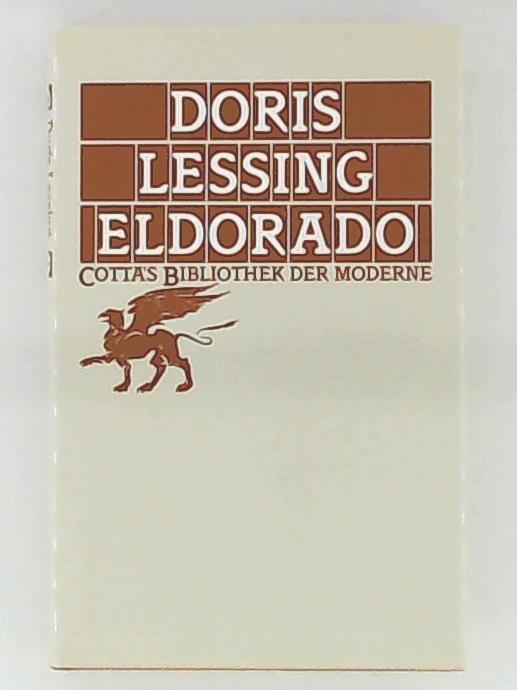 DORIS
LESSING
ELDORADO
COTTA'S BIBLIOTHEK DER MODERNE